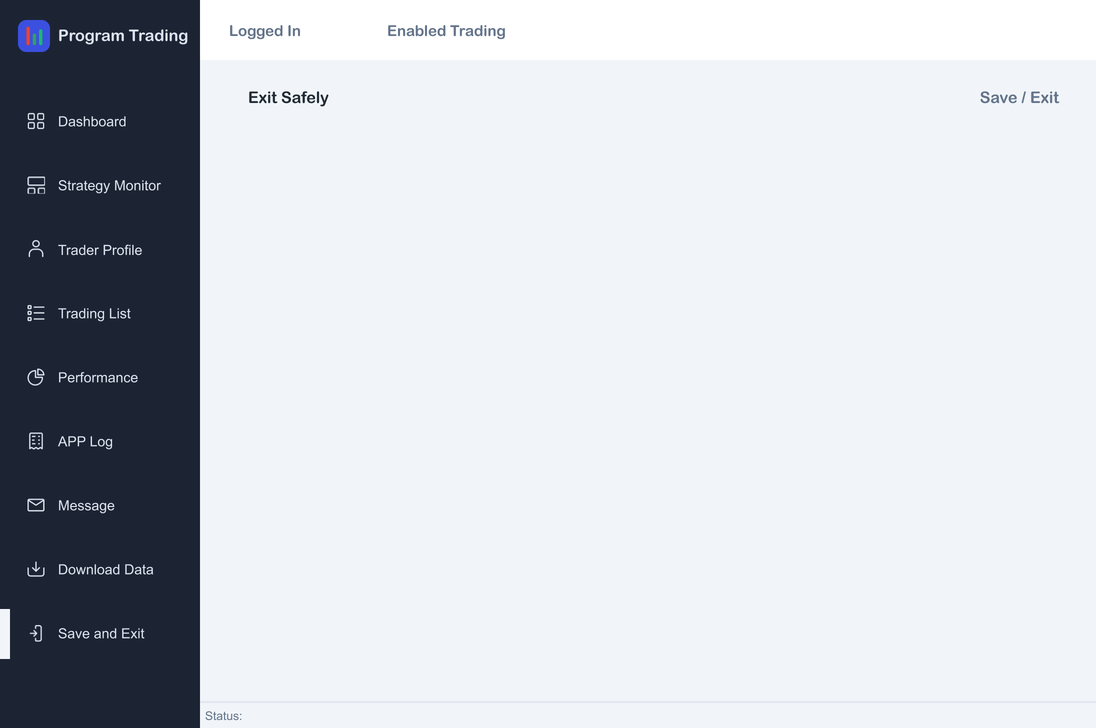 Program Trading
Dashboard
Strategy Monitor
Trader Profile
Trading List
Performance
APP Log
Message
Download Data
Save and Exit
Logged In
Enabled Trading
Exit Safely
Save / Exit
Status: